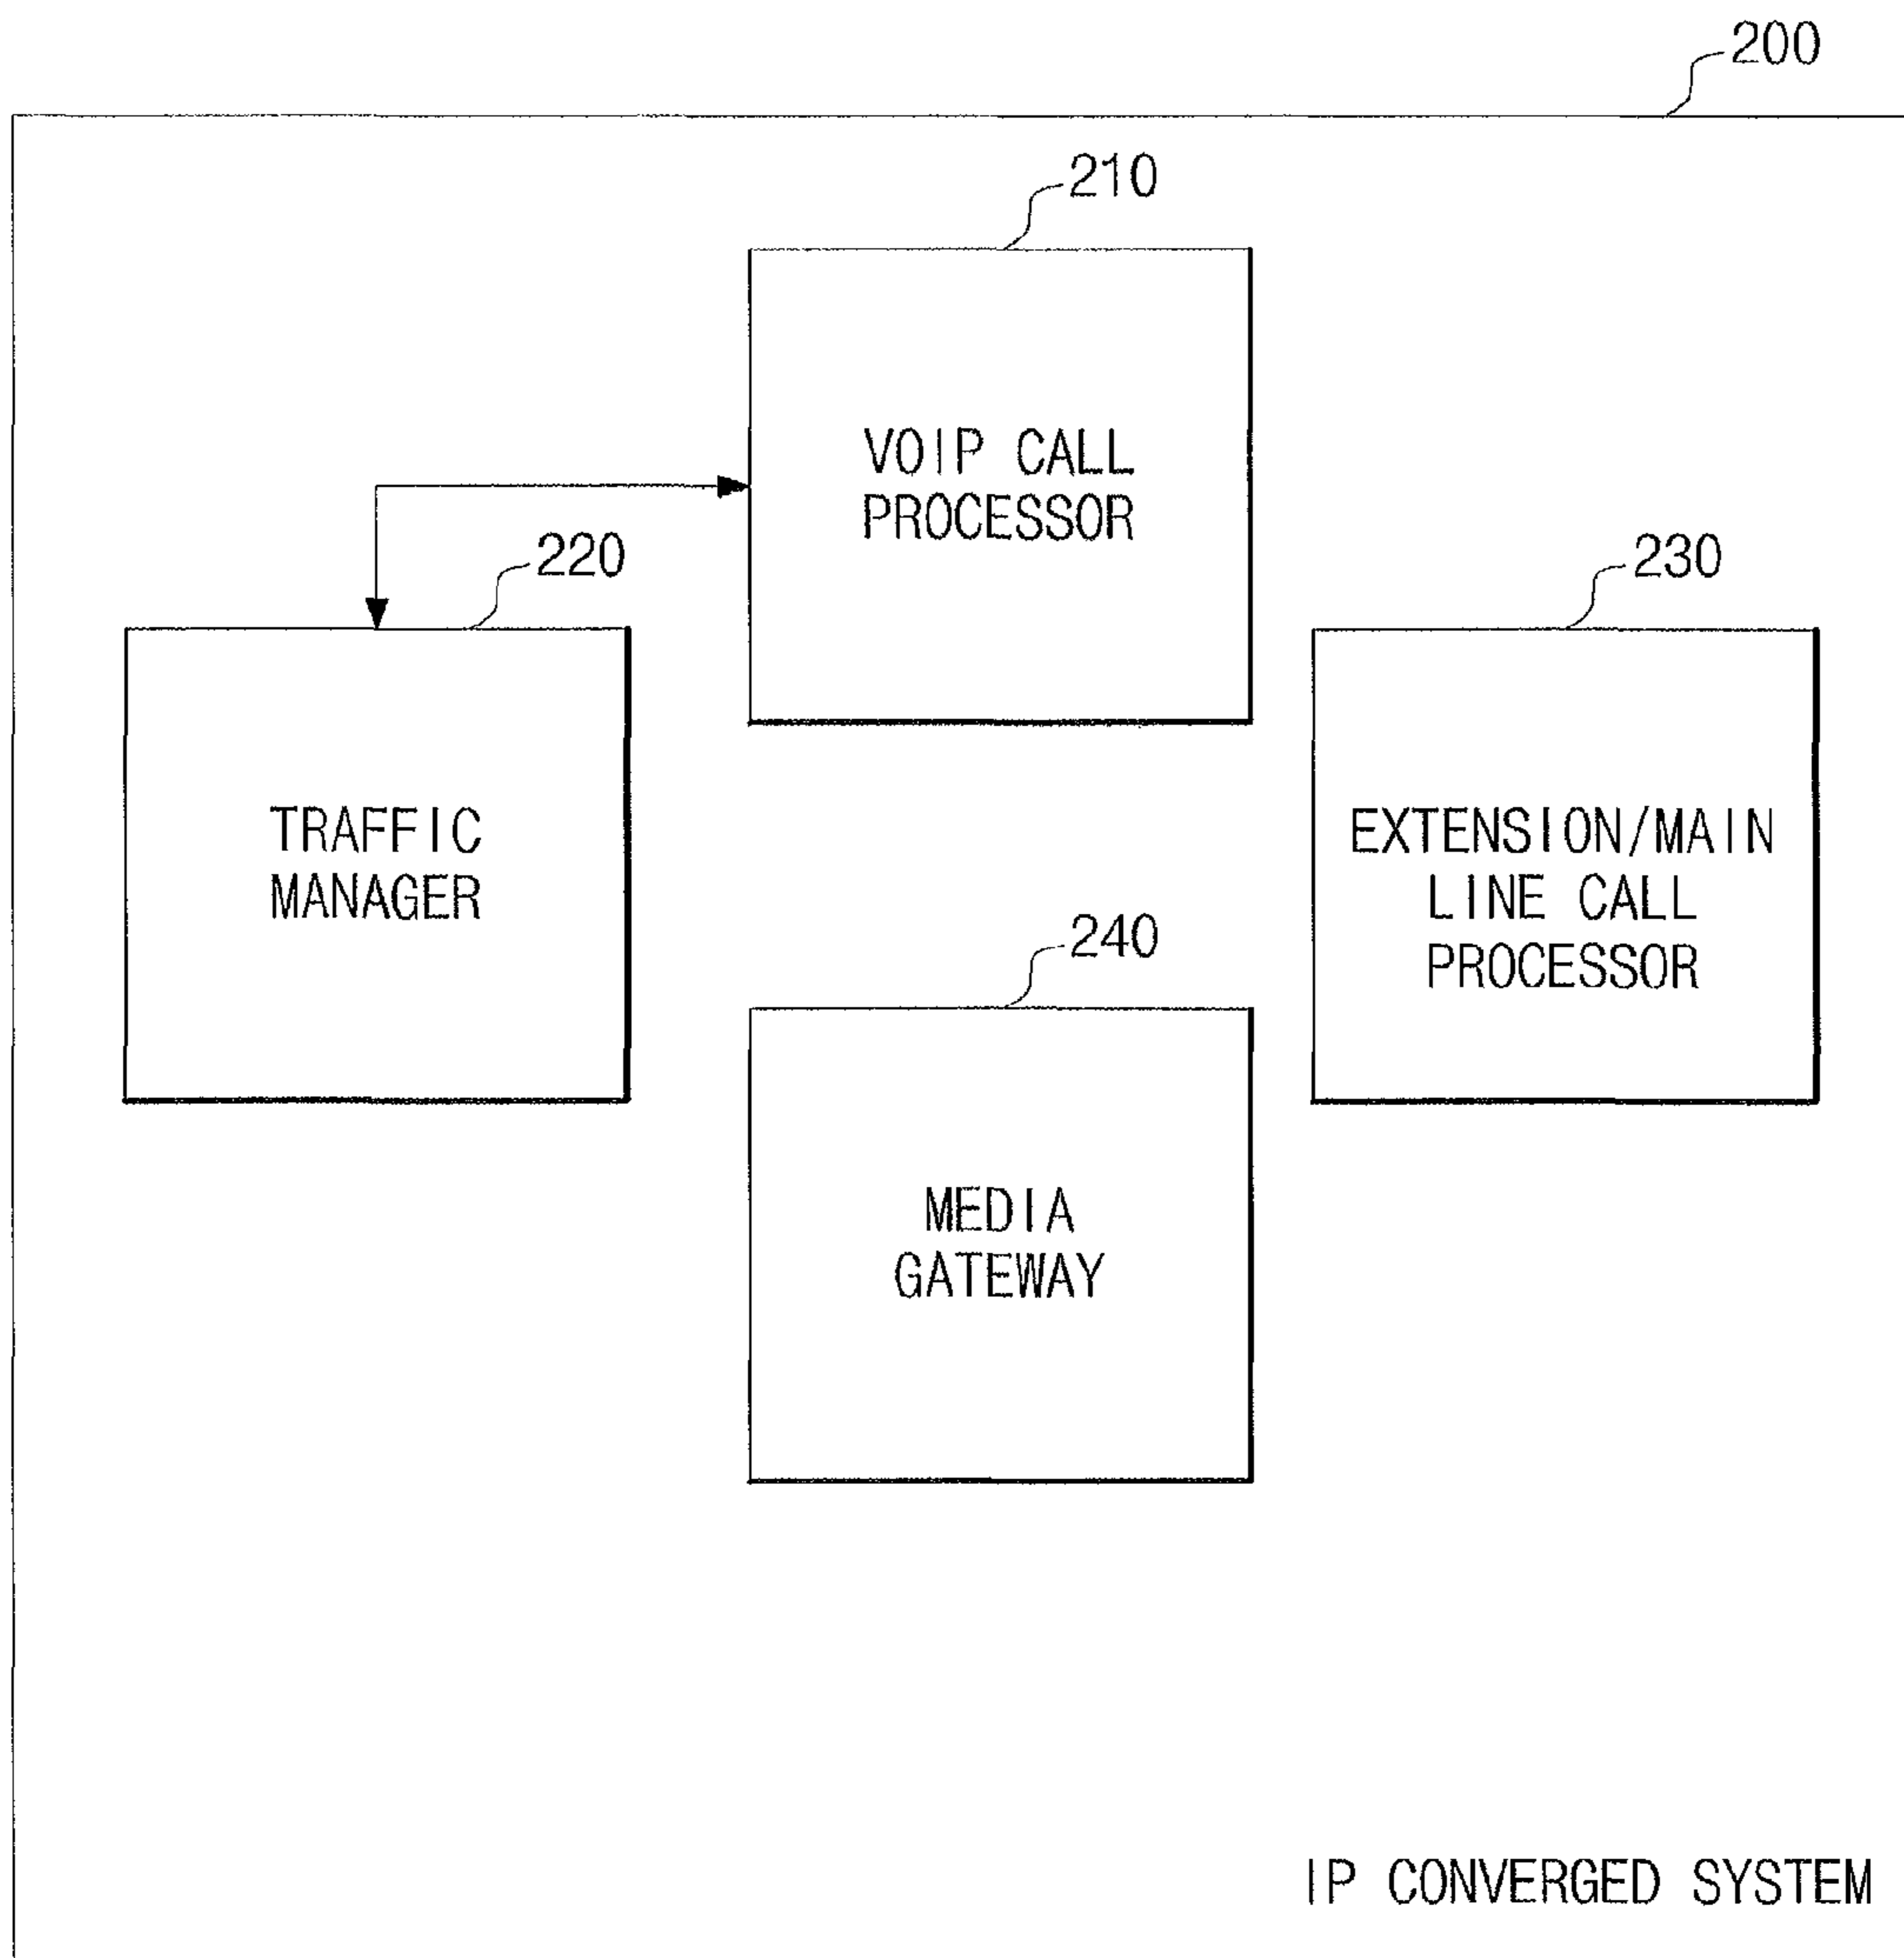 200
210
VOIP CALL
PROCESSOR
220
230
TRAFFIC
MANAGER
EXTENSION/MAIN
LINE CALL
PROCESSOR
240
MEDIA
GATEWAY
IP CONVERGED SYSTEM